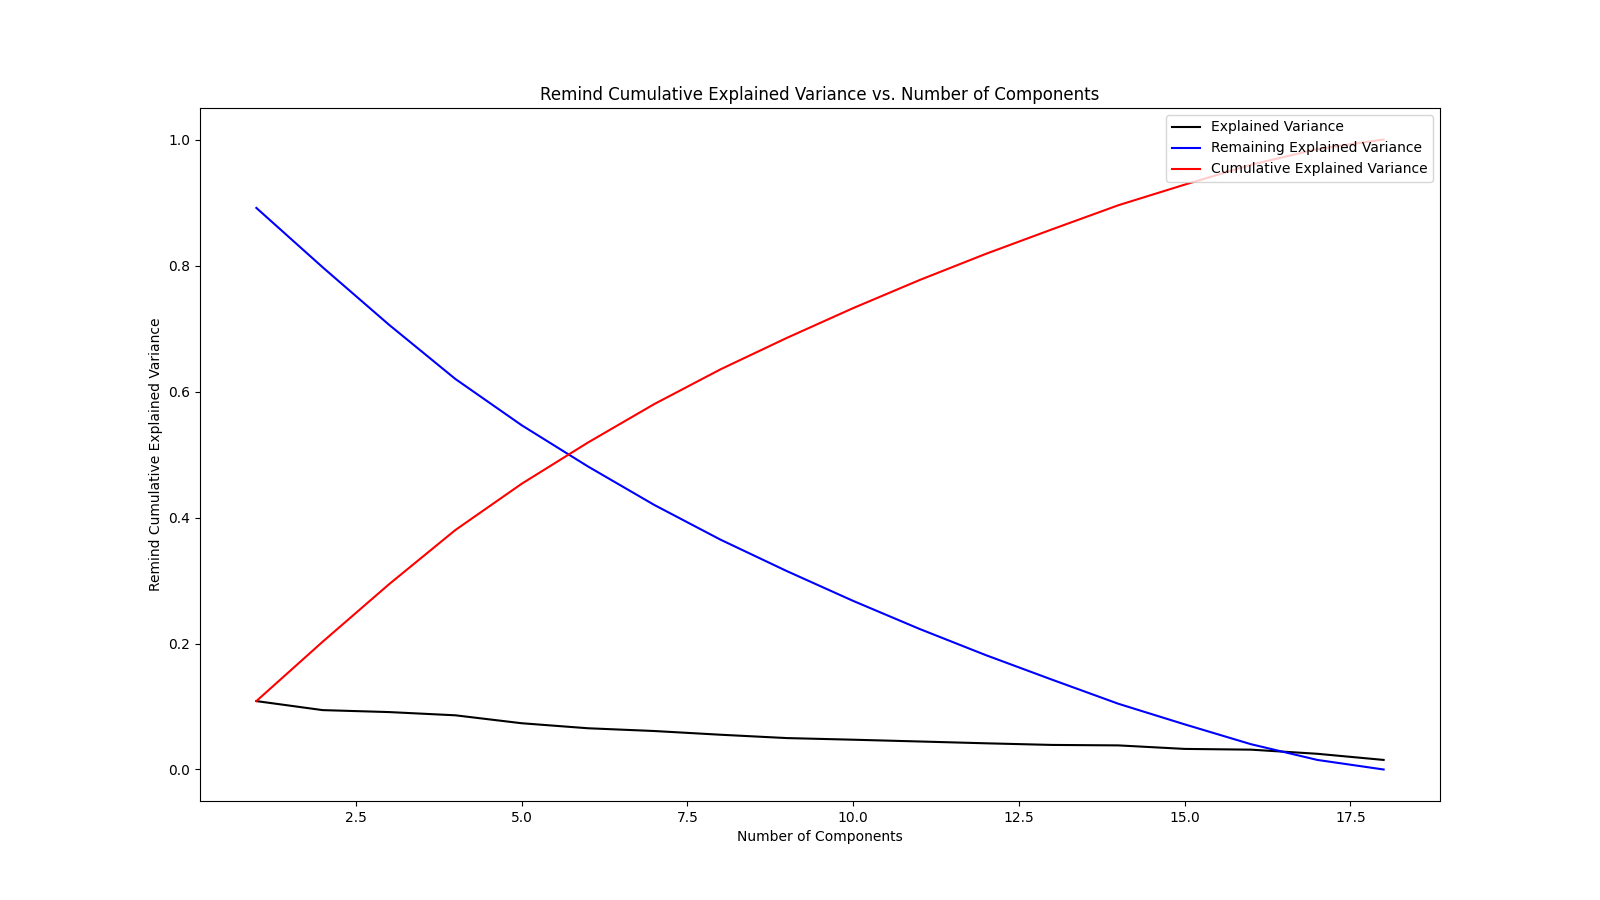 Remind Cumulative Explained Variance vs. Number of Components
Explained Variance
Remaining Explained Variance
Cumulative Explained Variance
1.0
0.8
0.6
0.4
0.2
0.0
Remind Cumulative Explained Variance
2.5
5.0
7.5
10.0
12.5
15.0
17.5
Number of Components